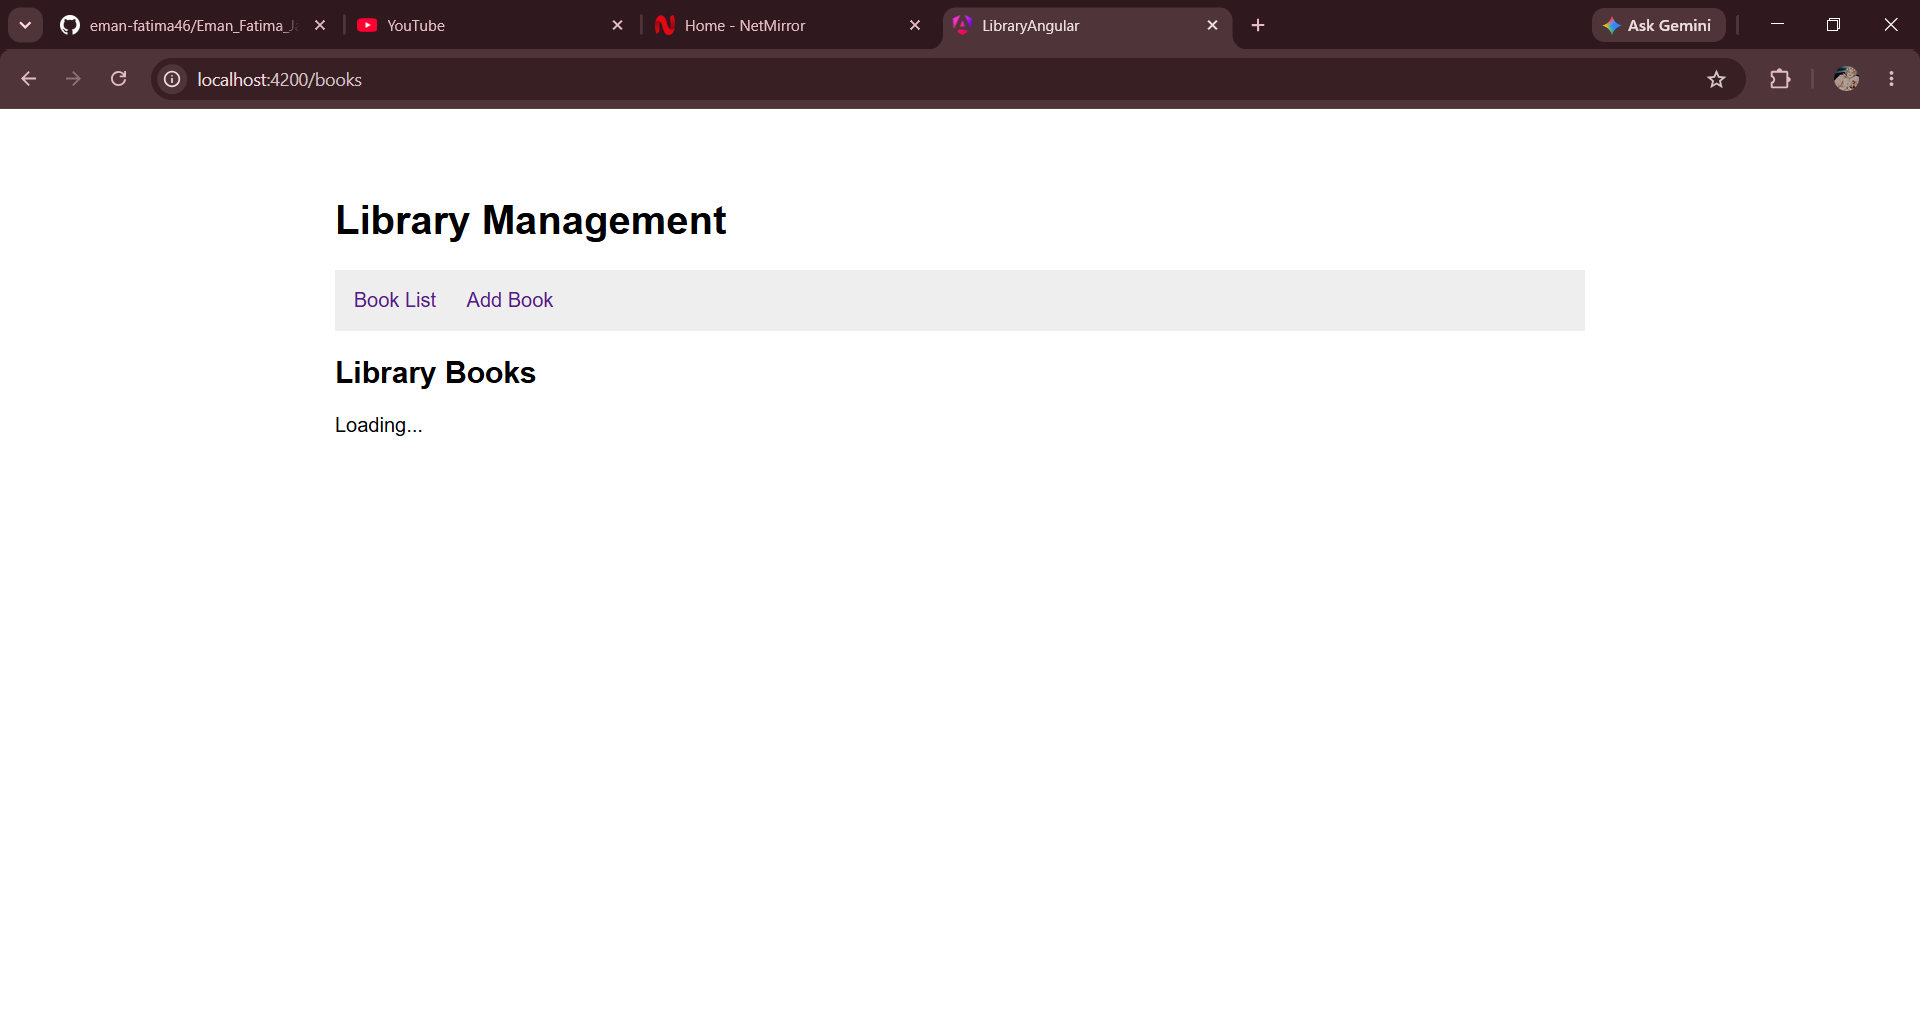 eman-fatima46/Eman_Fatima_Ja
YouTube
Home - NetMirror
LibraryAngular
Ask Gemini
localhost:4200/books
Library Management
Book List Add Book
Library Books
Loading...